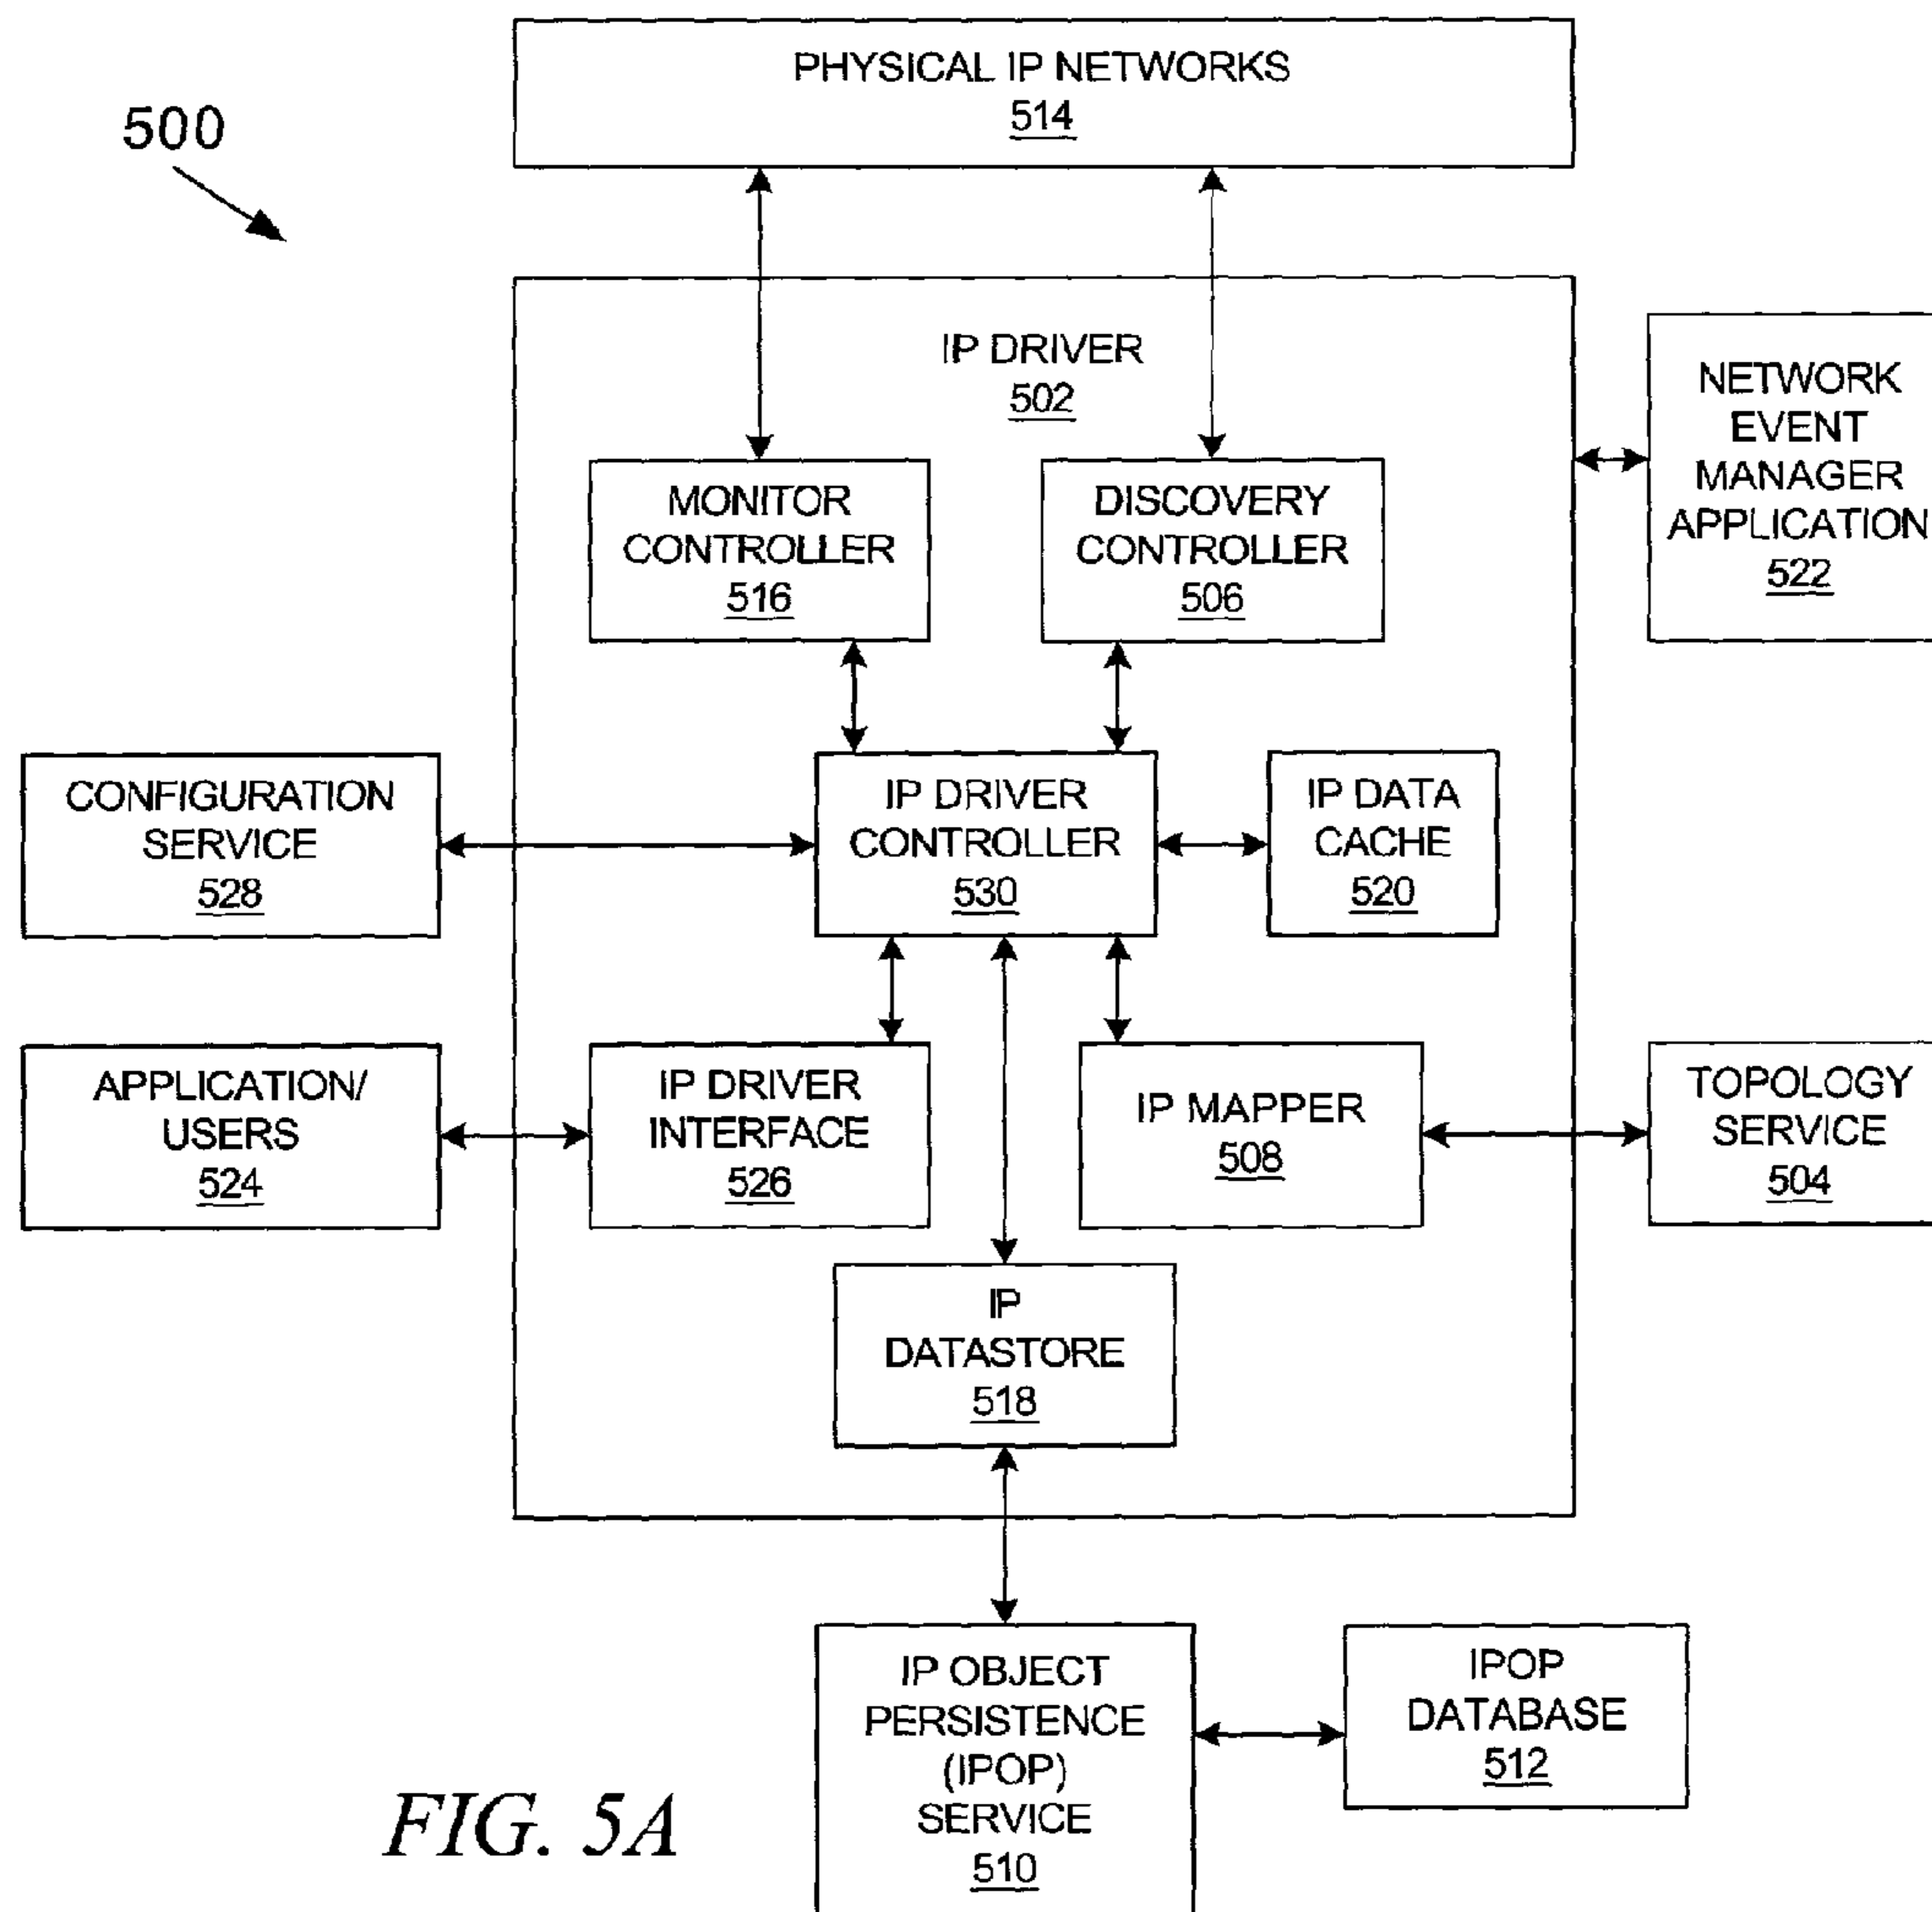 PHYSICAL IP NETWORKS
514
500
IP DRIVER
502
NETWORK
EVENT
MANAGER
APPLICATION
522
MONITOR
CONTROLLER
516
DISCOVERY
CONTROLLER
506
CONFIGURATION
SERVICE
528
IP DRIVER
CONTROLLER
530
IP DATA
CACHE
520
APPLICATION/
USERS
524
IP DRIVER
INTERFACE
526
IP MAPPER
508
TOPOLOGY
SERVICE
504
IP
DATASTORE
518
IP OBJECT
PERSISTENCE
(IPOP)
SERVICE
510
IPOP
DATABASE
512
FIG. 5A